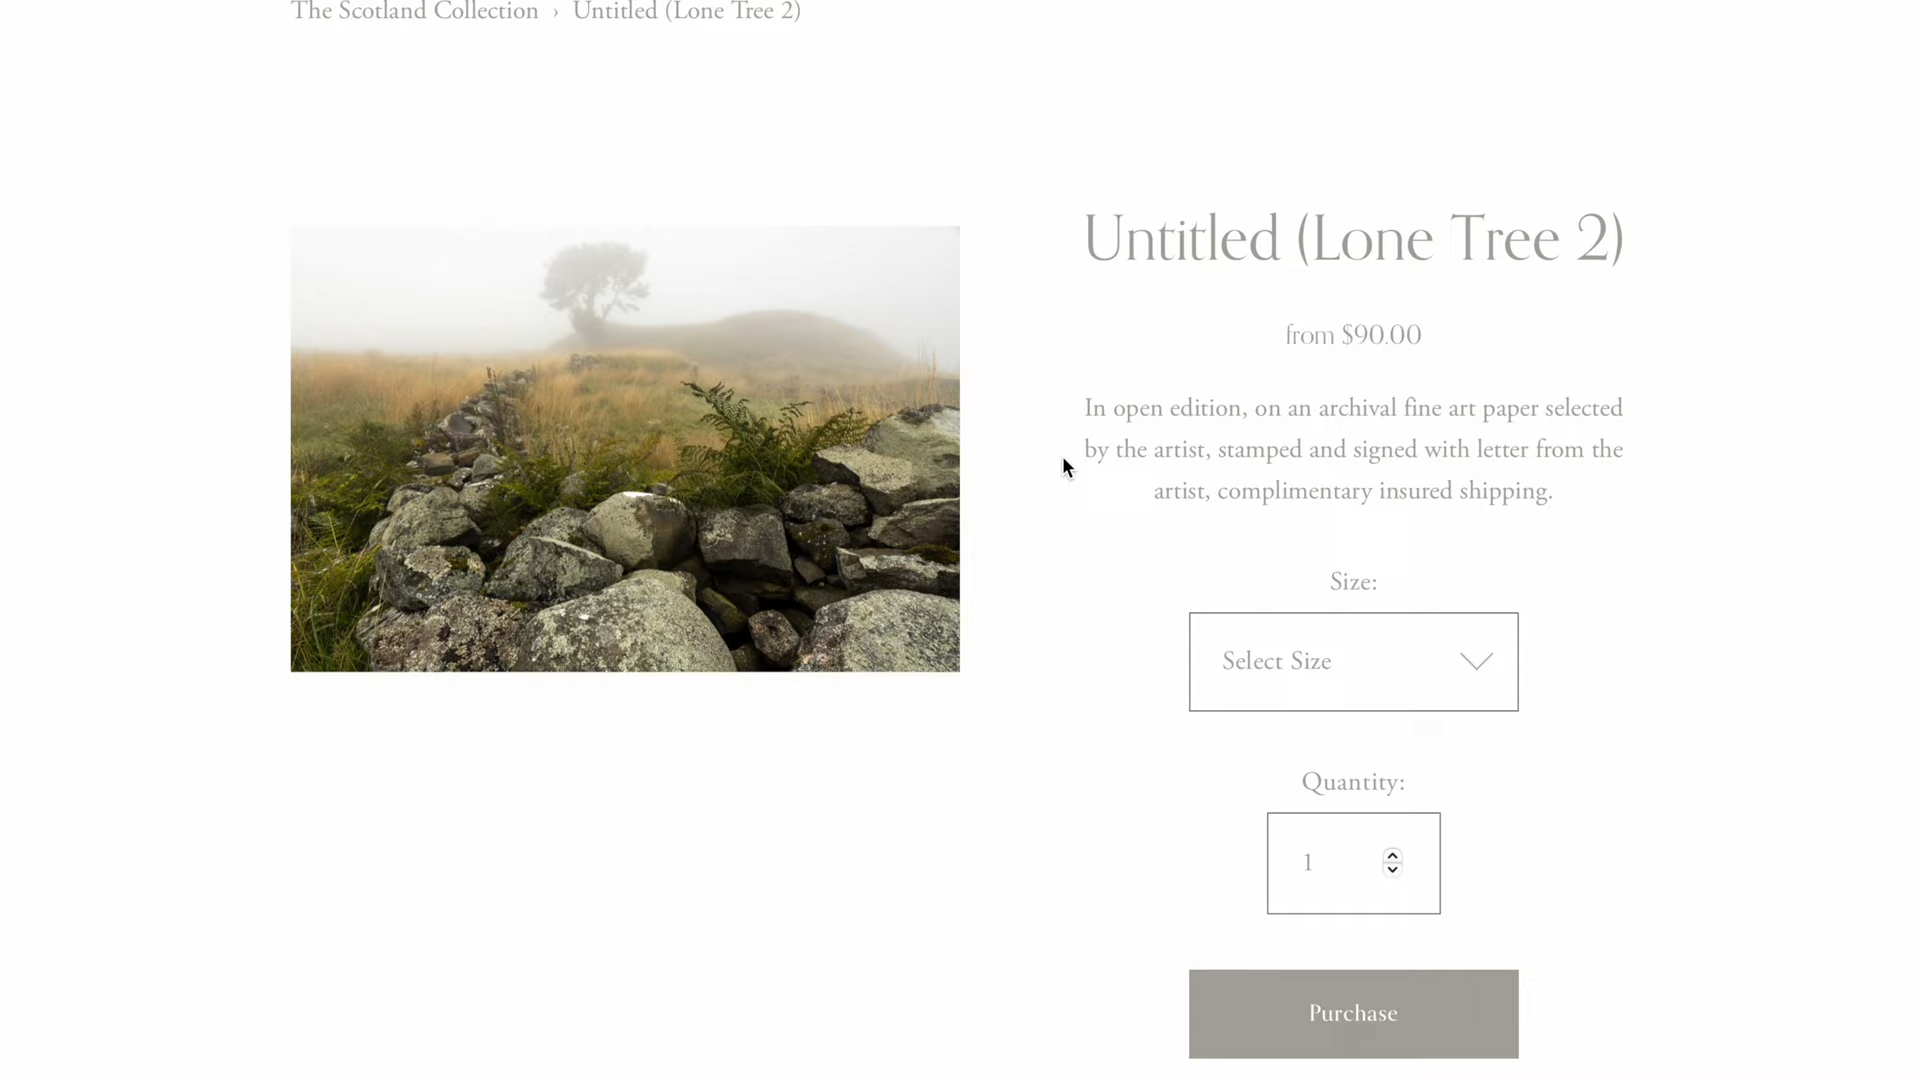 The Scotland Collection › Untitled (Lone Tree 2)
Untitled (Lone Tree 2)
from $90.00
In open edition, on an archival fine art paper selected
by the artist, stamped and signed with letter from the
artist, complimentary insured shipping.
Size:
Select Size
Quantity:
1
Purchase